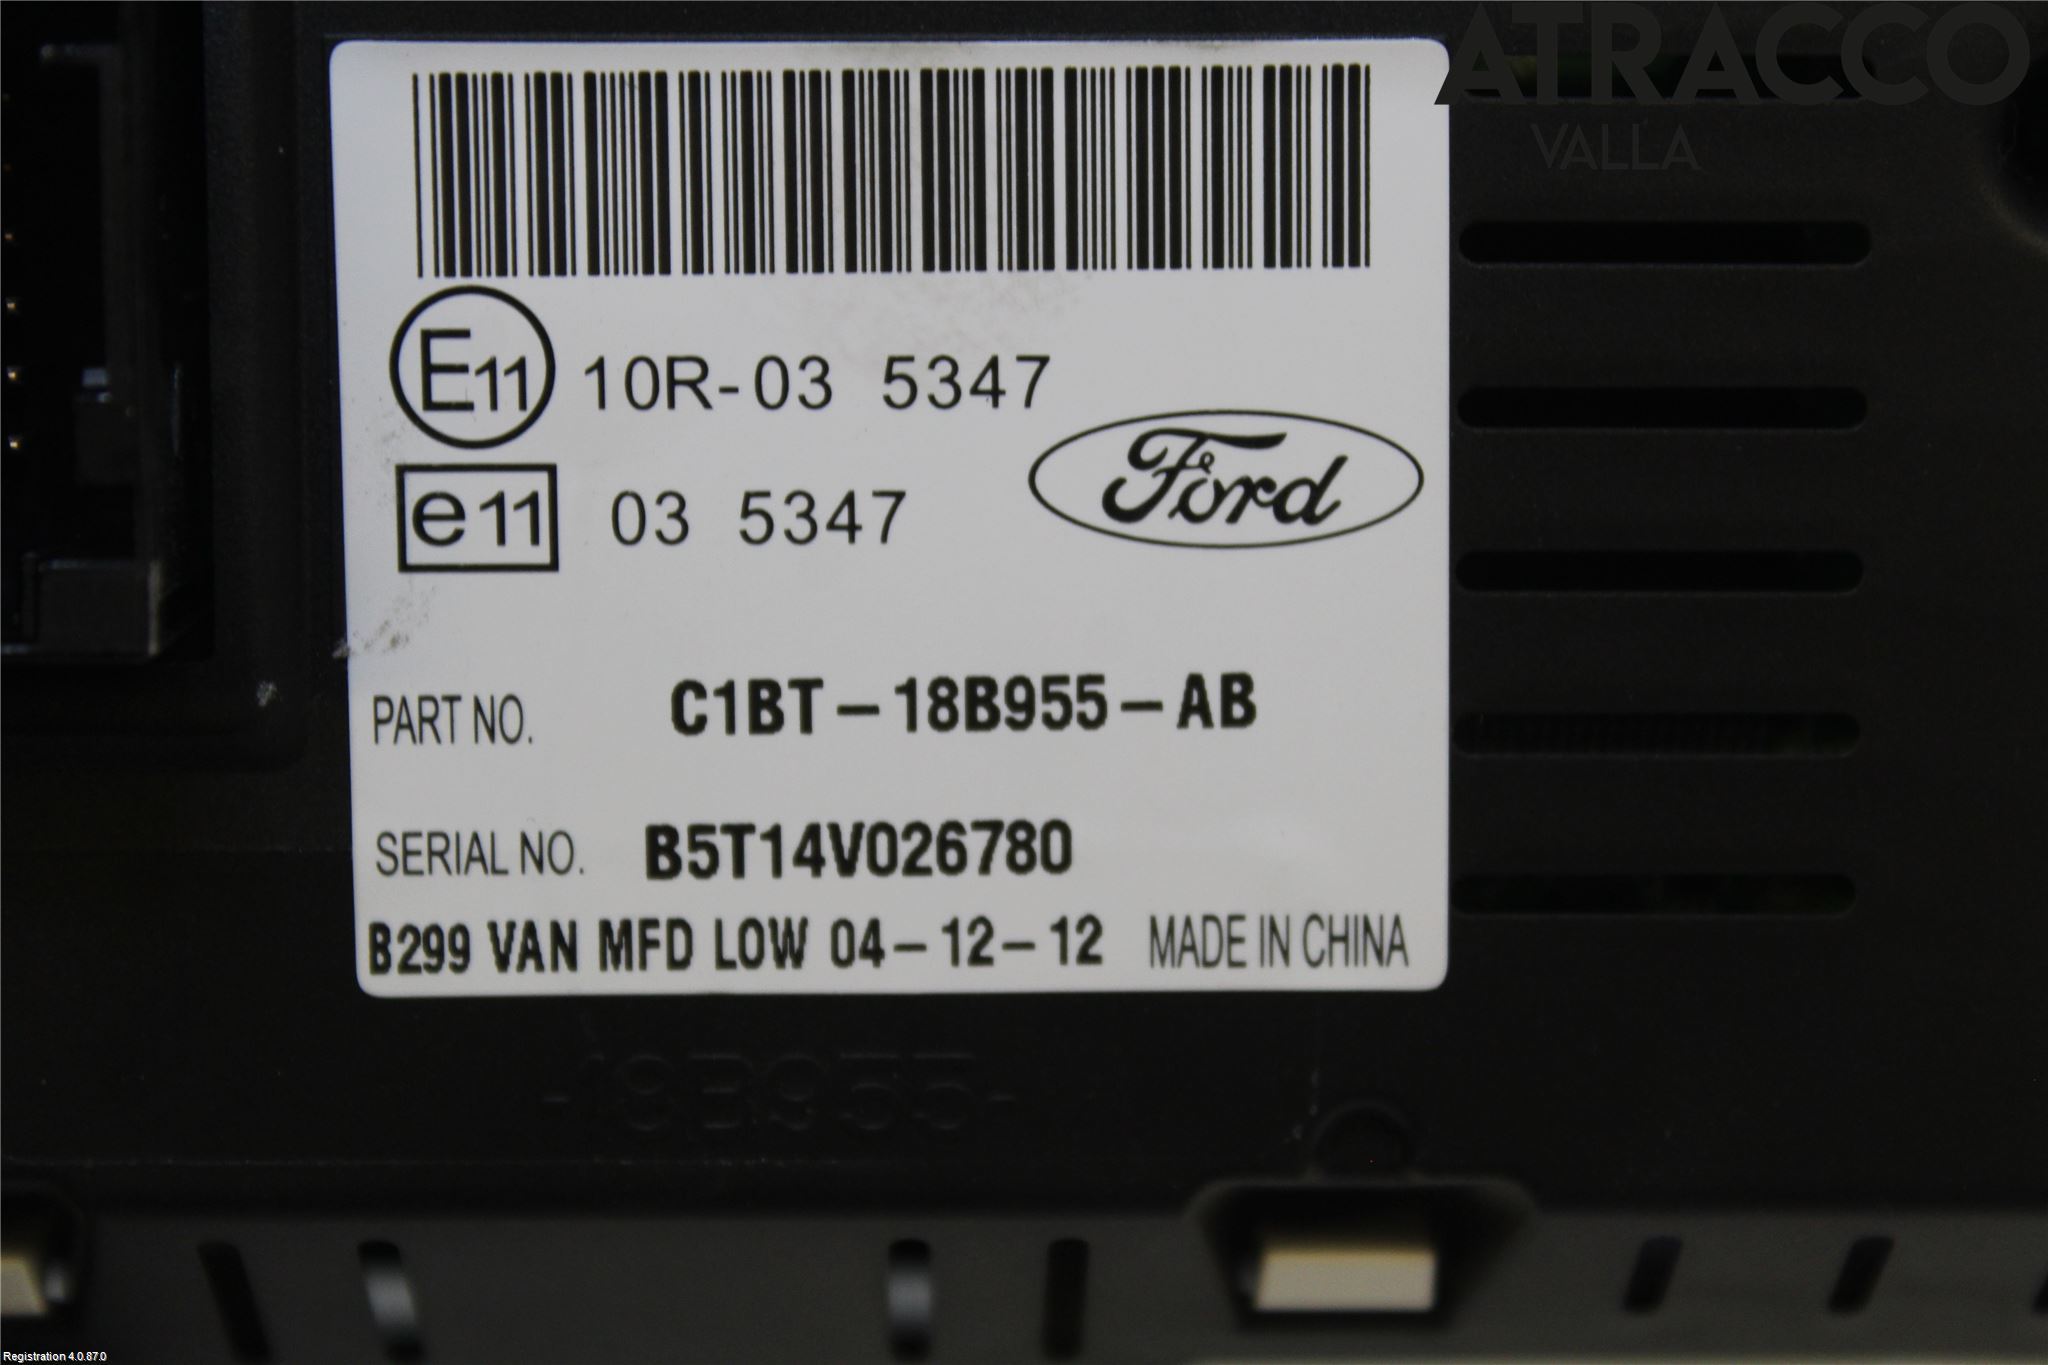 ATRACCO
VALLA
E11 10R-03 5347
Ford
e11 03 5347
PART NO. C1BT-18B955-AB
SERIAL NO. B5T14V026780
B299 VAN MFD LOW 04-12-12 MADE IN CHINA
-18B955-
Registration 4.0.87.0